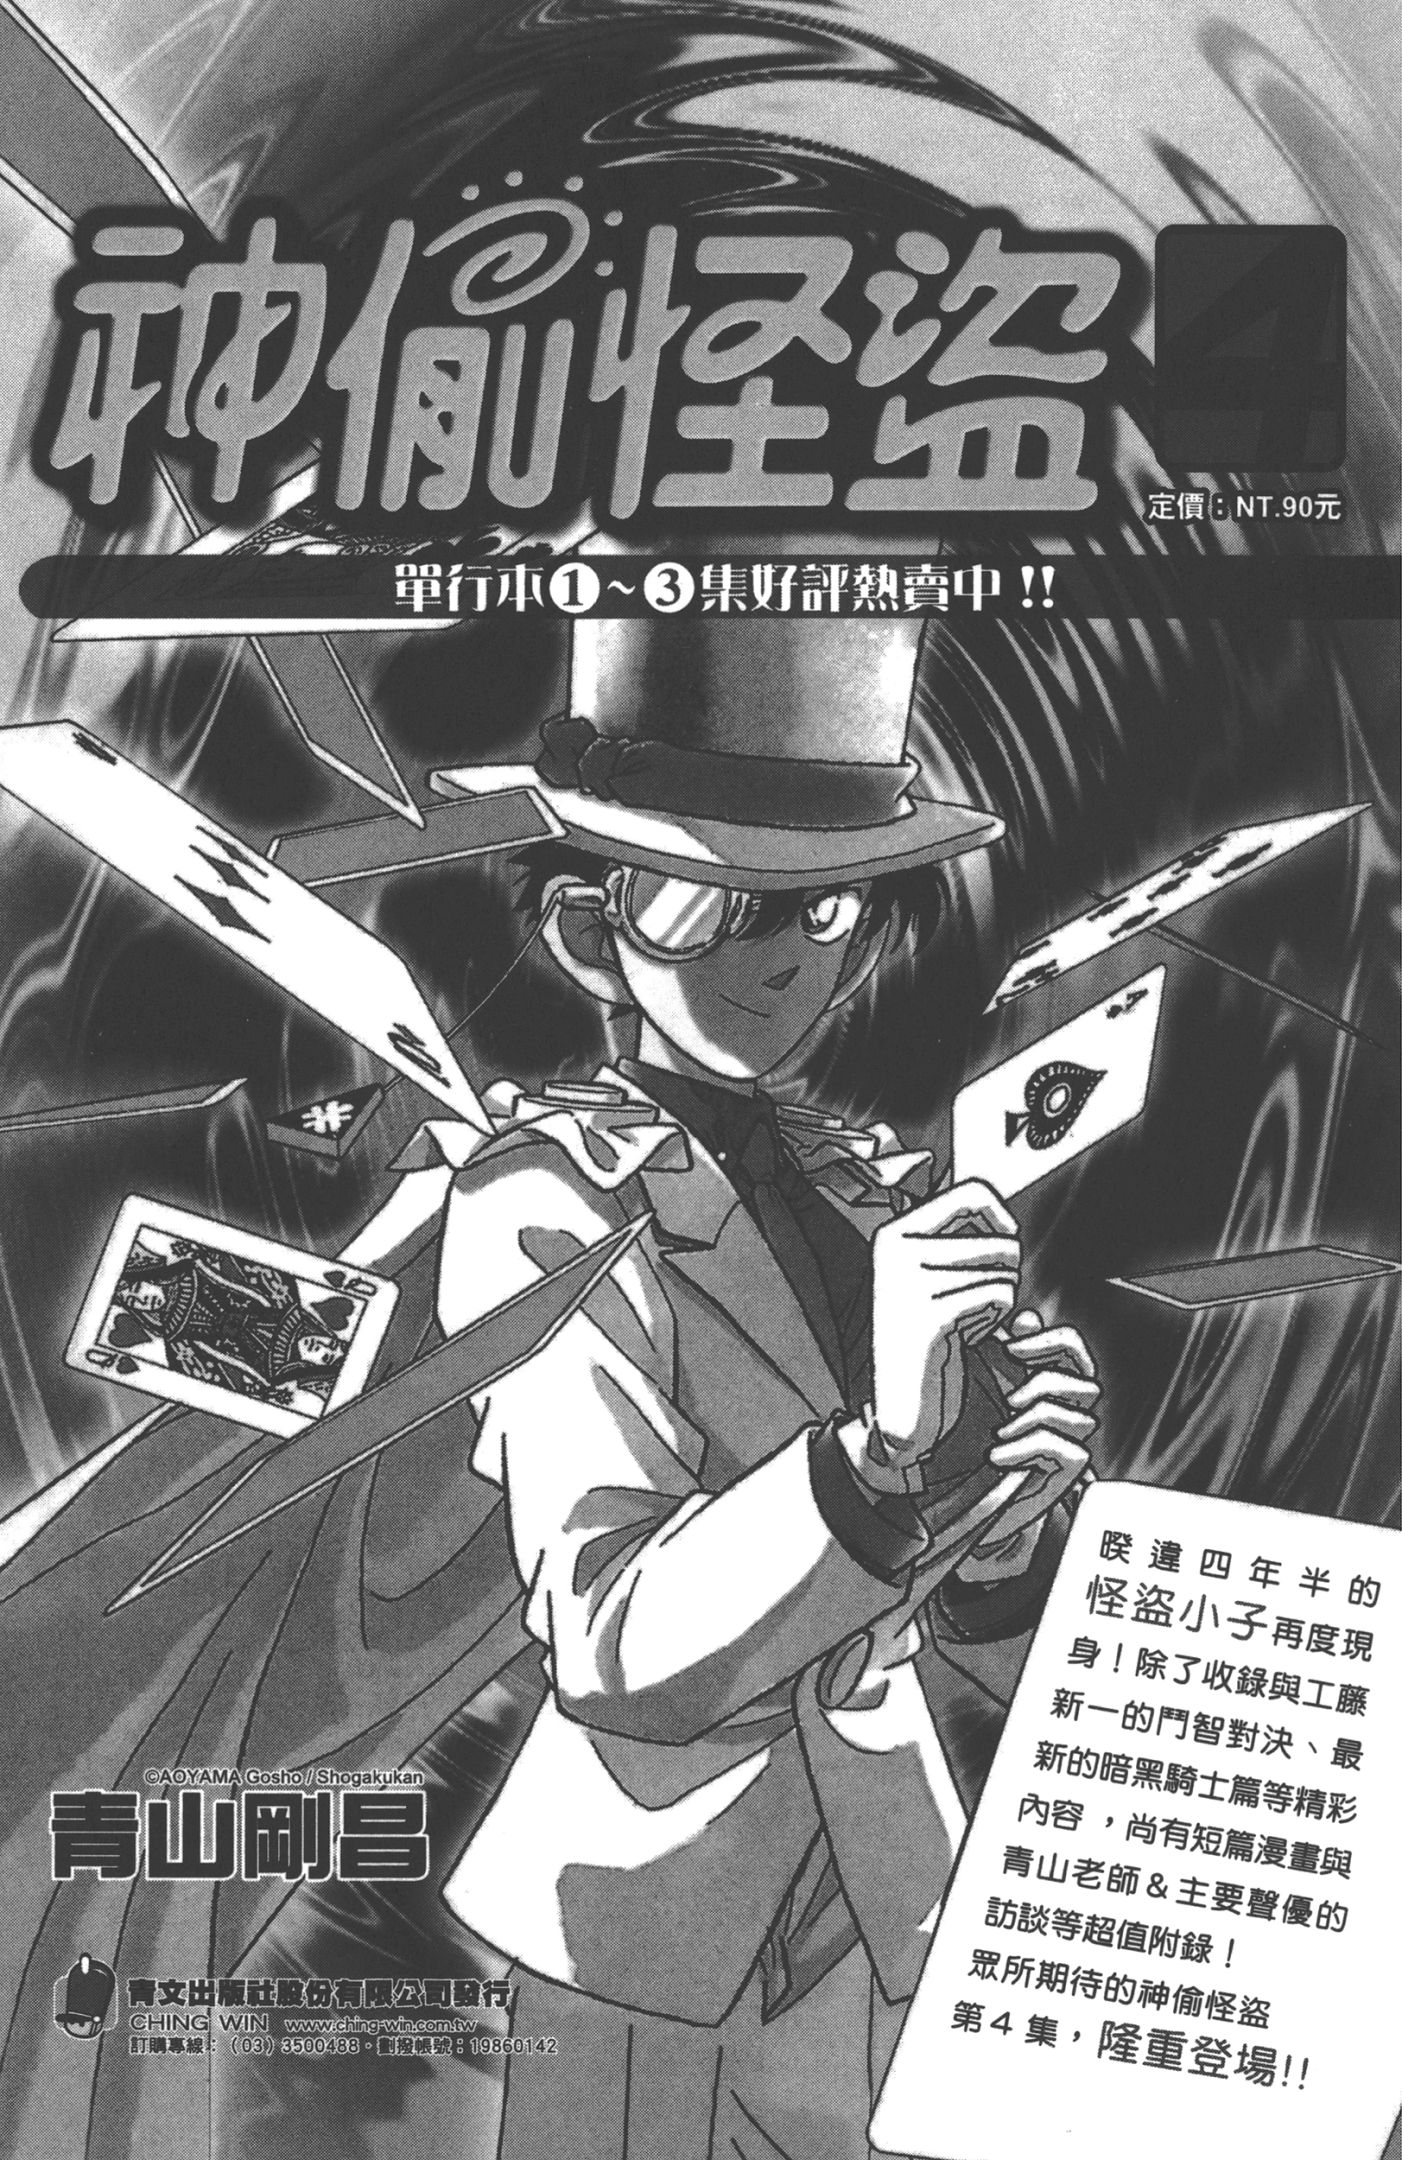 神偷怪盜
4
定價：NT.90元
單行本❶～❸集好評熱賣中!!
A
Q
Q
暌違四年半的
怪盜小子再度現
身！除了收錄與工藤
新一的鬥智對決、最
新的暗黑騎士篇等精彩
內容，尚有短篇漫畫與
青山老師＆主要聲優的
訪談等超值附錄！
眾所期待的神偷怪盜
第4集，隆重登場!!
©AOYAMA Gosho / Shogakukan
青山剛昌
青文出版社股份有限公司發行
CHING WIN www.ching-win.com.tw
訂購專線：（03）3500488・劃撥帳號：19860142